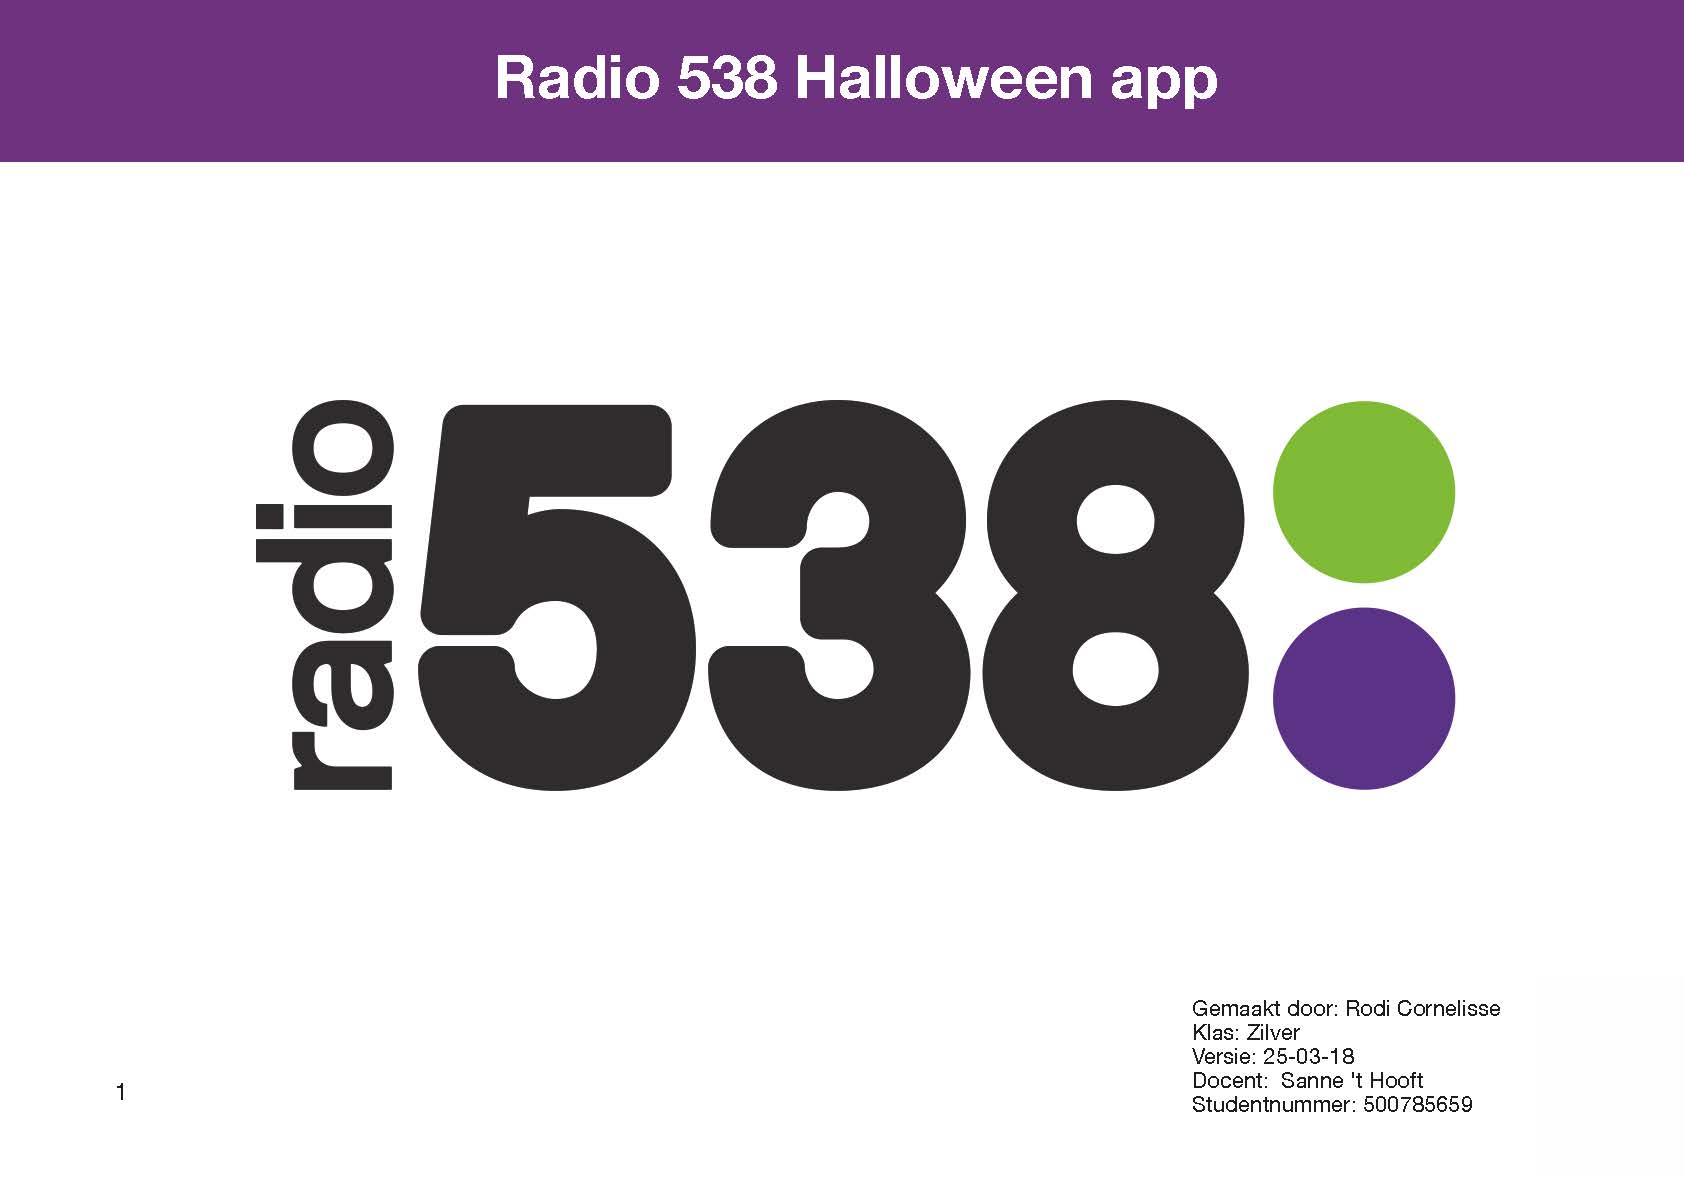 Radio 538 Halloween app
radio
538
Gemaakt door: Rodi Cornelisse
Klas: Zilver
Versie: 25-03-18
Docent:  Sanne 't Hooft
Studentnummer: 500785659
1